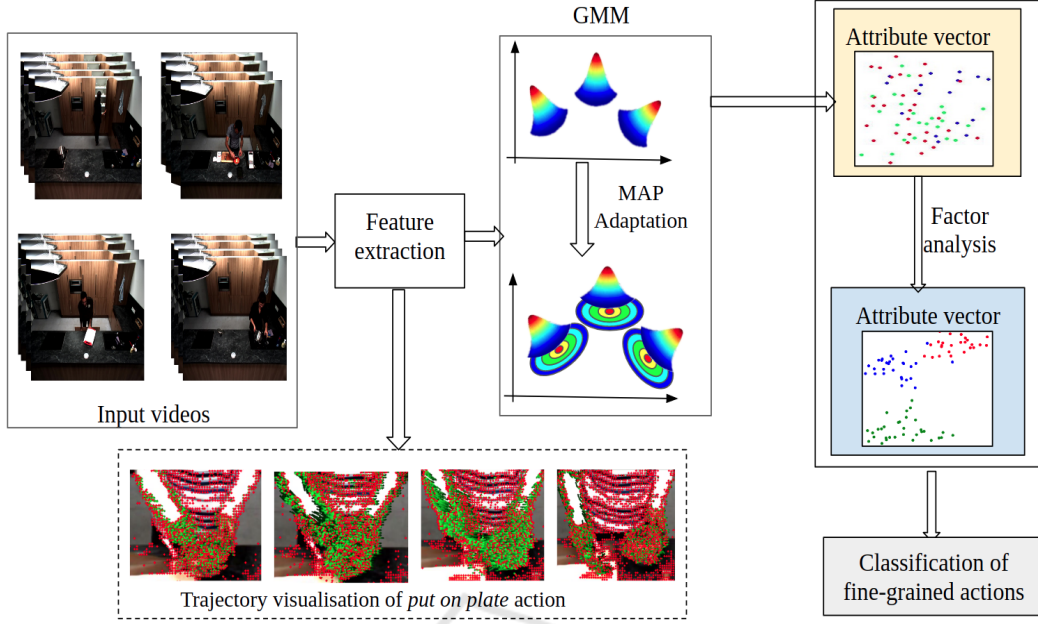 GMM
Attribute vector
Feature
extraction
MAP
Adaptation
Factor
analysis
Attribute vector
Input videos
Trajectory visualisation of put on plate action
Classification of
fine-grained actions